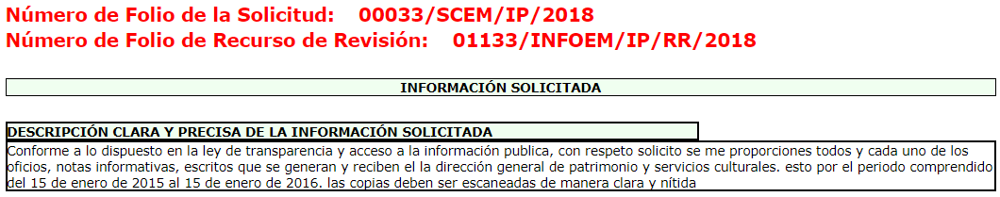 Número de Folio de la Solicitud: 00033/SCEM/IP/2018
Número de Folio de Recurso de Revisión: 01133/INFOEM/IP/RR/2018
INFORMACIÓN SOLICITADA
DESCRIPCIÓN CLARA Y PRECISA DE LA INFORMACIÓN SOLICITADA
Conforme a lo dispuesto en la ley de transparencia y acceso a la información publica, con respeto solicito se me proporciones todos y cada uno de los
oficios, notas informativas, escritos que se generan y reciben el la dirección general de patrimonio y servicios culturales. esto por el periodo comprendido
del 15 de enero de 2015 al 15 de enero de 2016. las copias deben ser escaneadas de manera clara y nítida